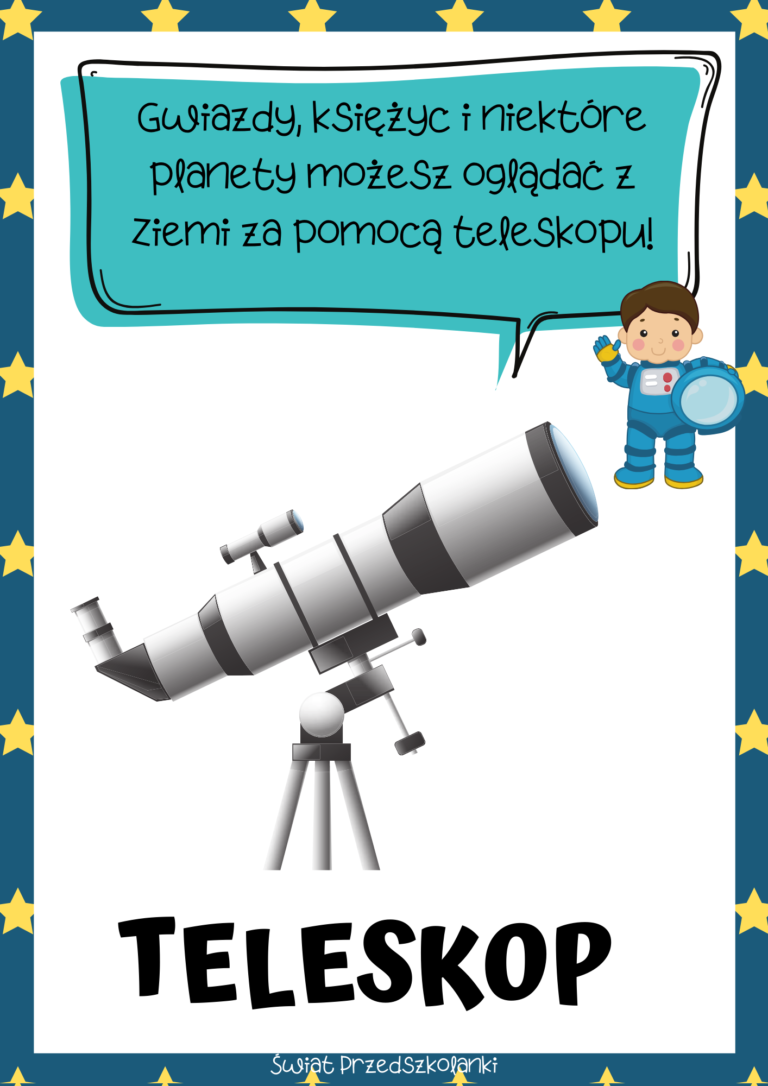 Gwiazdy, księżyc i niektóre
planety możesz oglądać z
Ziemi za pomocą teleskopu!
TELESKOP
Świat Przedszkolanki